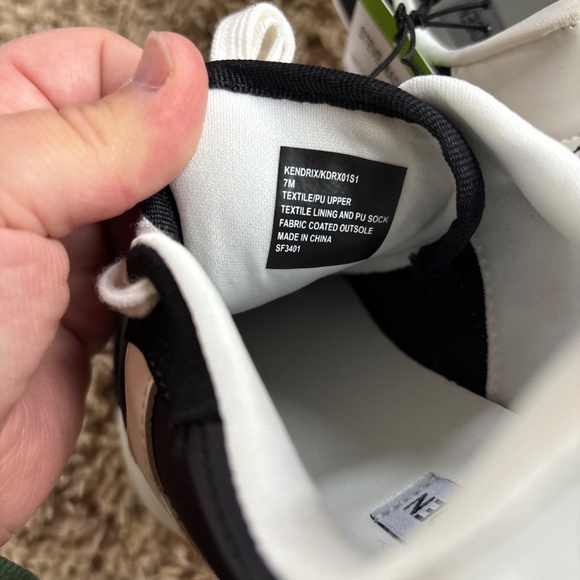 KENDRIX/KDRX01S1
7M
TEXTILE/PU UPPER
TEXTILE LINING AND PU SOCK
FABRIC COATED OUTSOLE
MADE IN CHINA
SF3401